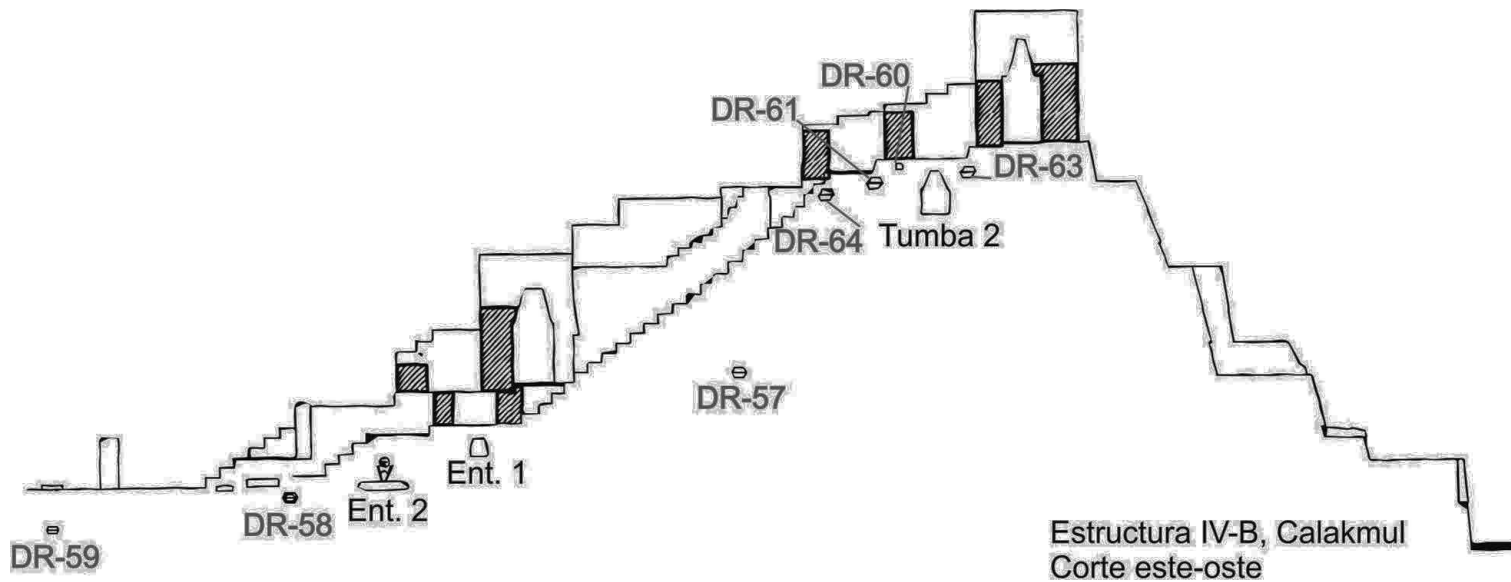 DR-60
DR-61
DR-63
DR-64
Tumba 2
DR-57
Ent. 1
Ent. 2
DR-58
DR-59
Estructura IV-B, Calakmul
Corte este-oste